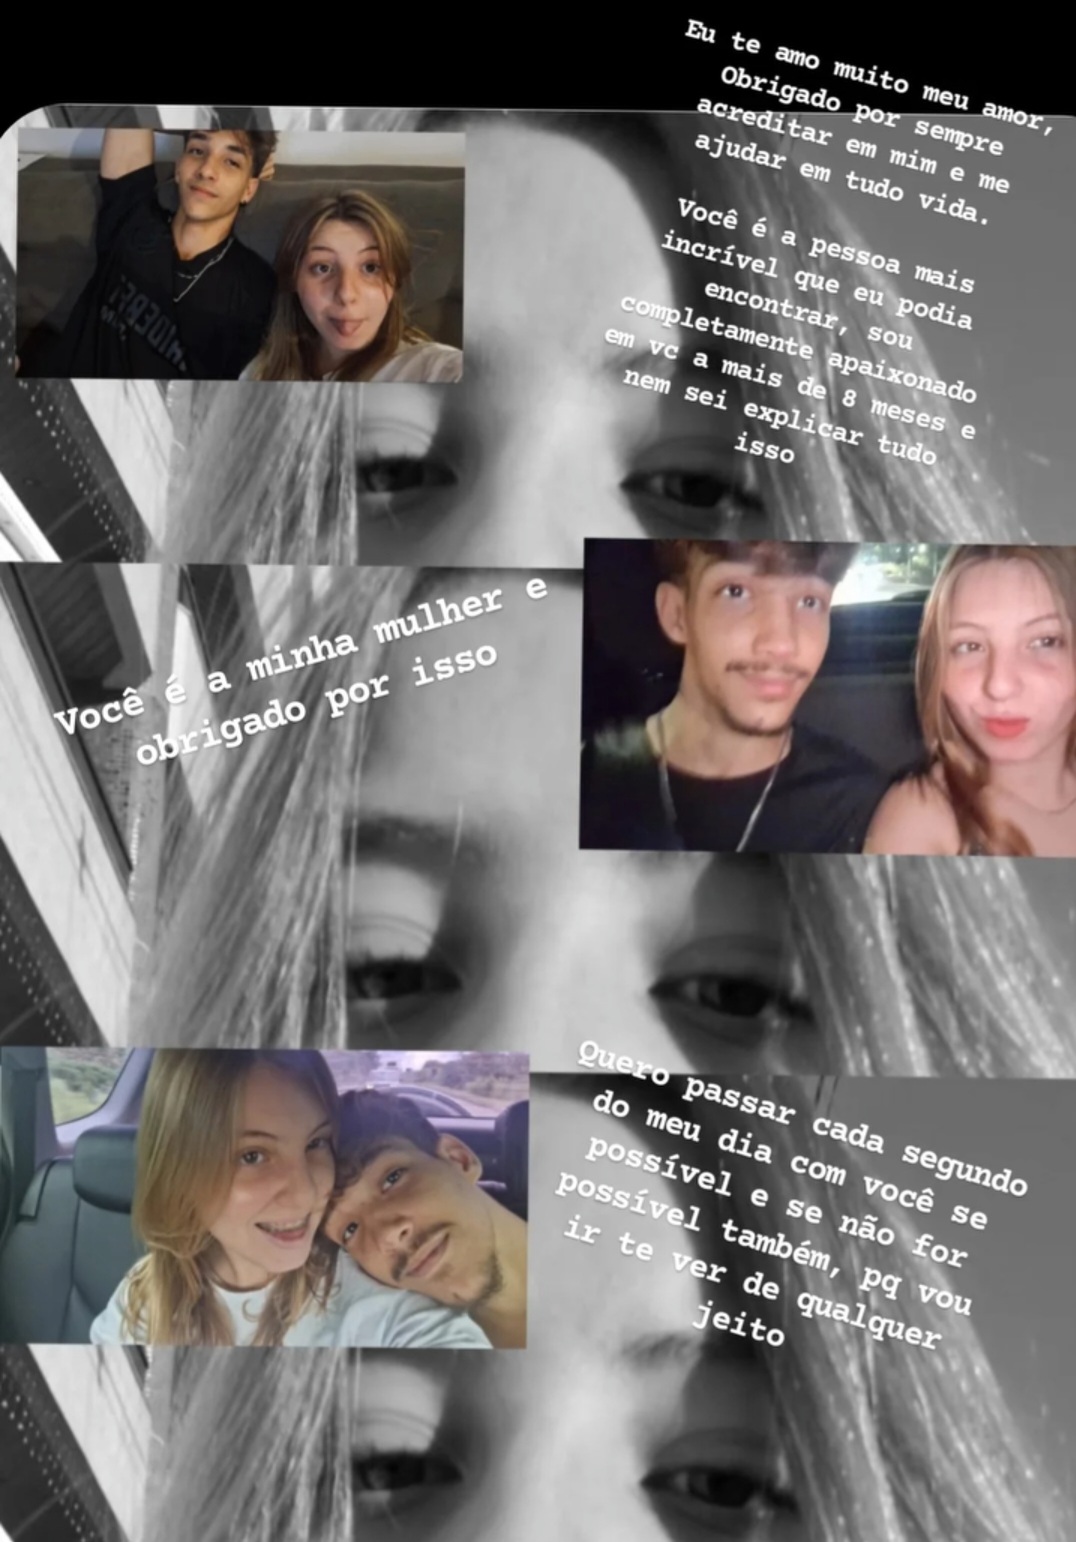 Eu te amo muito meu amor,
Obrigado por sempre
acreditar em mim e me
ajudar em tudo vida.
Você é a pessoa mais
incrível que eu podia
encontrar, sou
completamente apaixonado
em vc a mais de 8 meses e
nem sei explicar tudo
isso
Você é a minha mulher e
obrigado por isso
Quero passar cada segundo
do meu dia com você se
possível e se não for
possível também, pq vou
ir te ver de qualquer
jeito